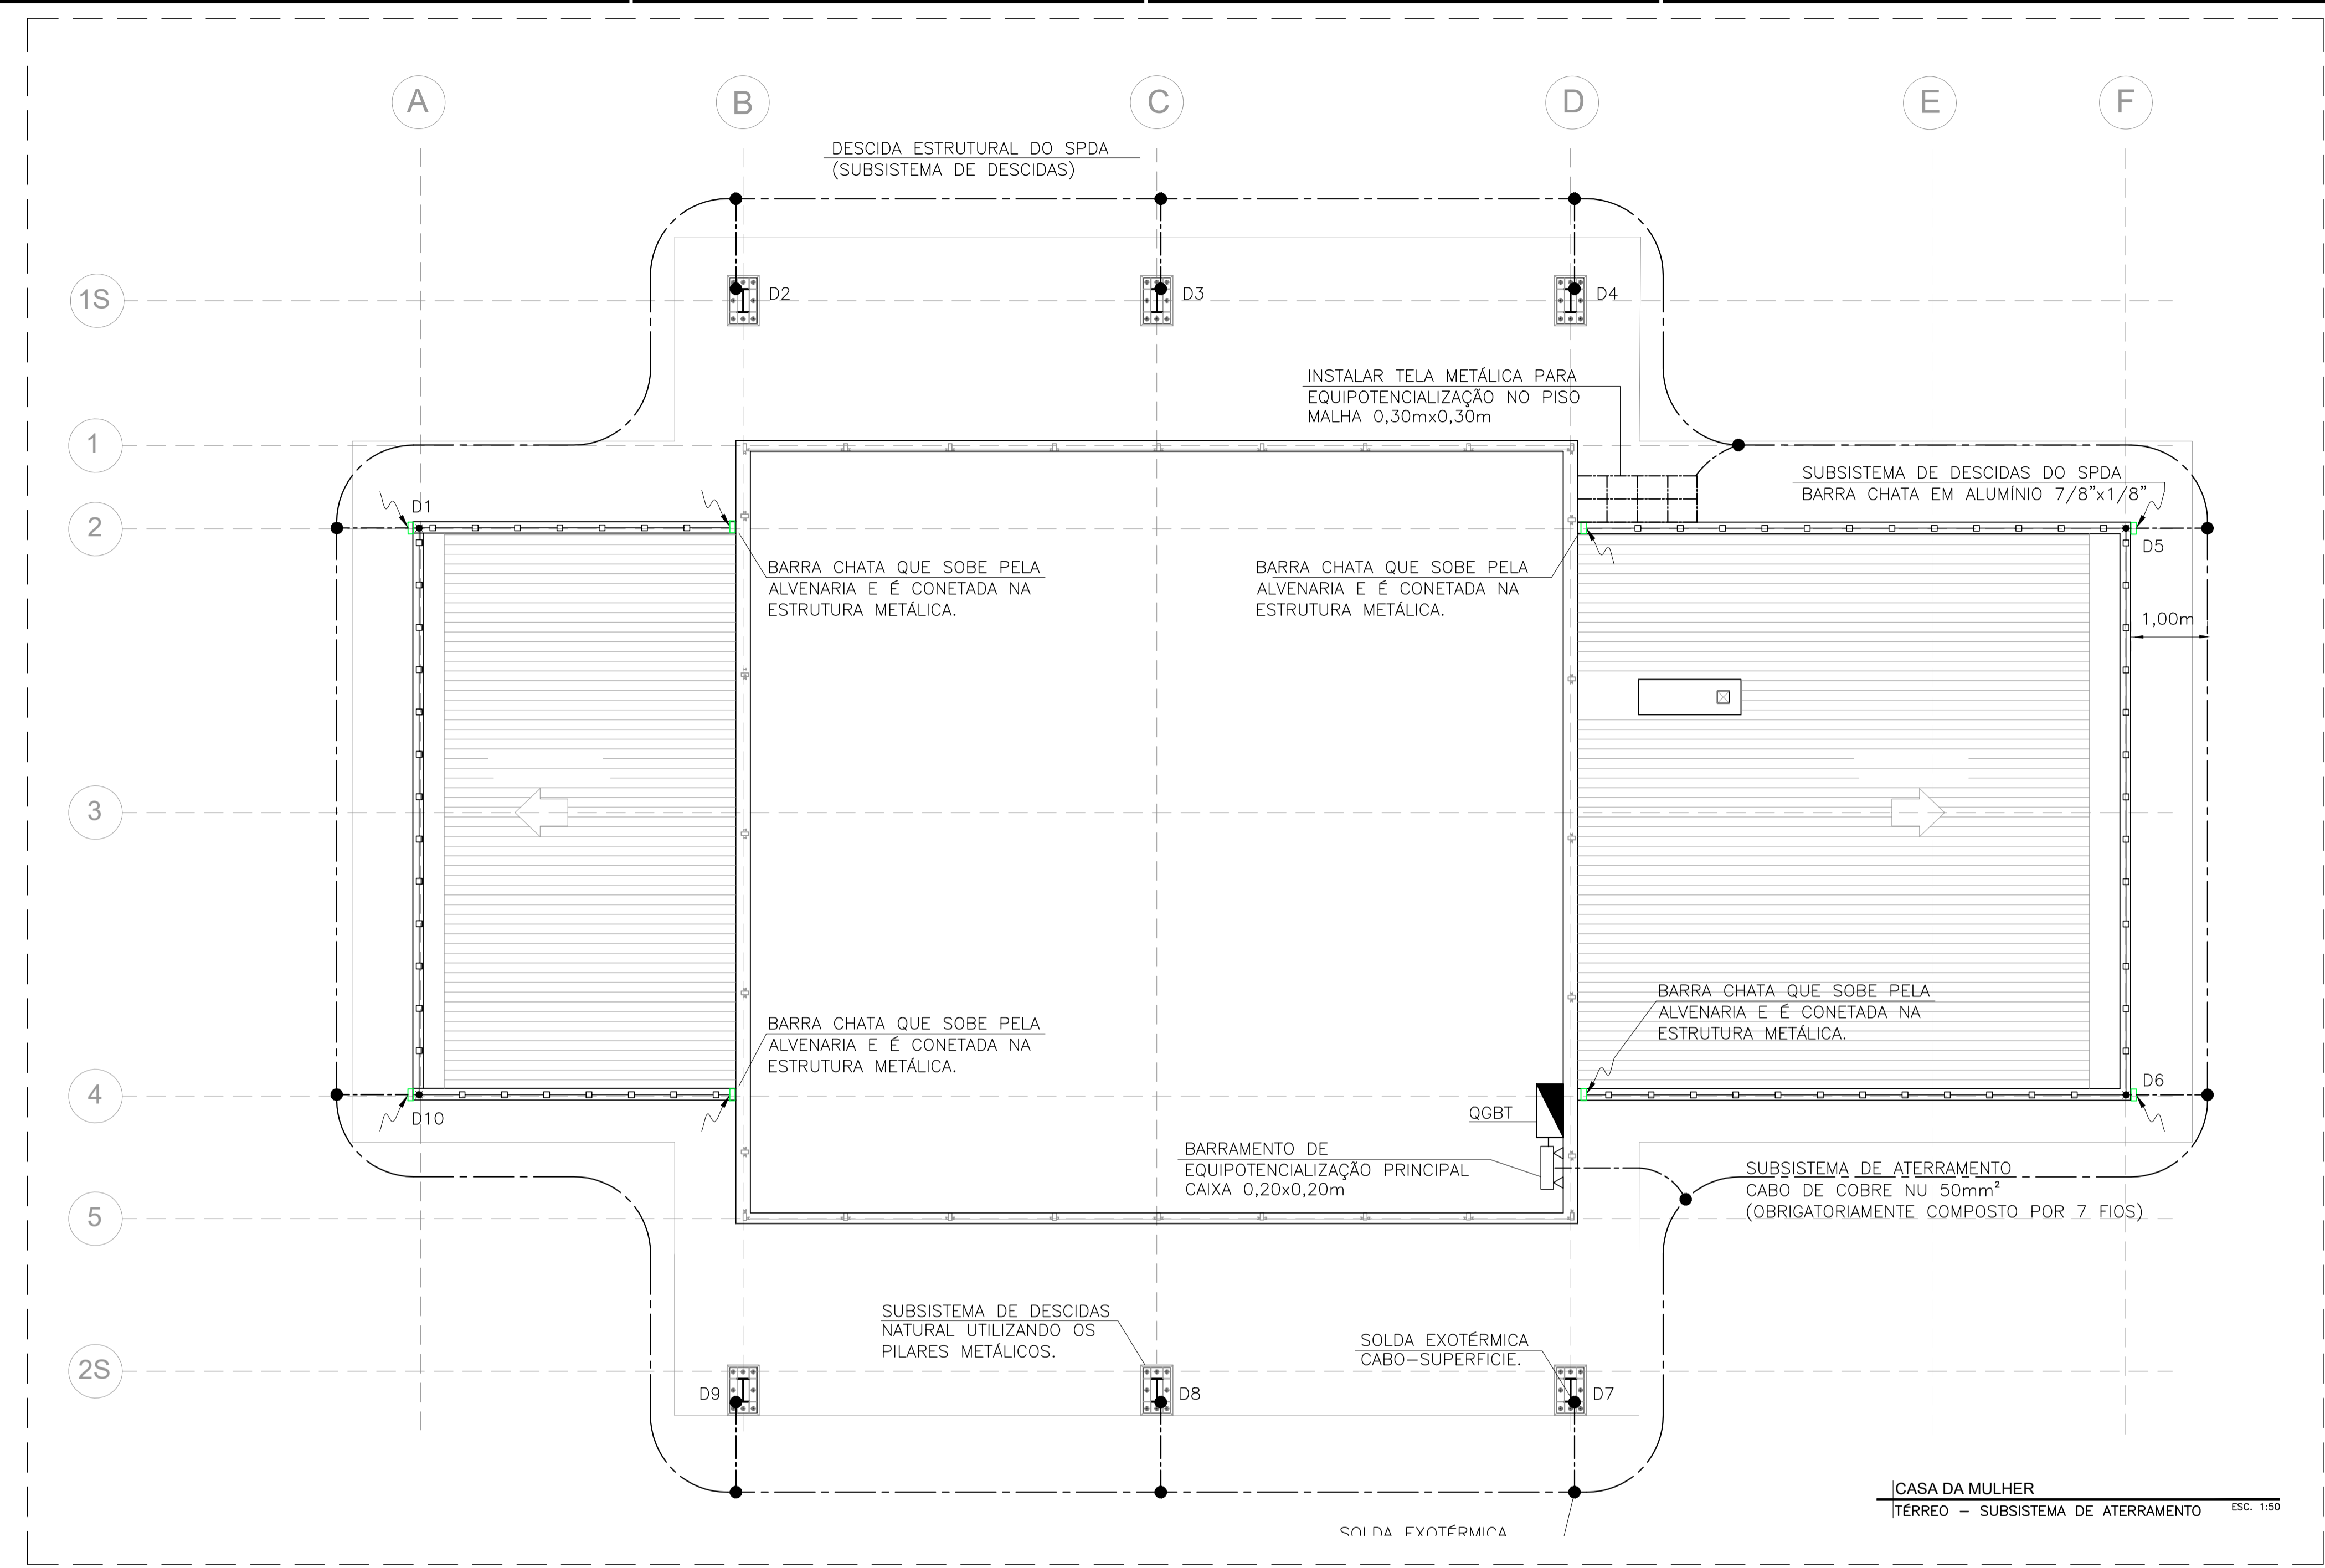 A
B
C
D
E
F
DESCIDA ESTRUTURAL DO SPDA
(SUBSISTEMA DE DESCIDAS)
1S
D2
D3
D4
INSTALAR TELA METÁLICA PARA
EQUIPOTENCIALIZAÇÃO NO PISO
MALHA 0,30mx0,30m
1
SUBSISTEMA DE DESCIDAS DO SPDA
BARRA CHATA EM ALUMÍNIO 7/8”x1/8”
D1
2
D5
BARRA CHATA QUE SOBE PELA
ALVENARIA E É CONETADA NA
ESTRUTURA METÁLICA.
BARRA CHATA QUE SOBE PELA
ALVENARIA E É CONETADA NA
ESTRUTURA METÁLICA.
1,00m
3
BARRA CHATA QUE SOBE PELA
ALVENARIA E É CONETADA NA
ESTRUTURA METÁLICA.
BARRA CHATA QUE SOBE PELA
ALVENARIA E É CONETADA NA
ESTRUTURA METÁLICA.
4
D10
D6
QGBT
BARRAMENTO DE
EQUIPOTENCIALIZAÇÃO PRINCIPAL
CAIXA 0,20x0,20m
SUBSISTEMA DE ATERRAMENTO
CABO DE COBRE NU 50mm²
(OBRIGATORIAMENTE COMPOSTO POR 7 FIOS)
5
SUBSISTEMA DE DESCIDAS
NATURAL UTILIZANDO OS
PILARES METÁLICOS.
SOLDA EXOTÉRMICA
CABO-SUPERFICIE.
2S
D9
D8
D7
CASA DA MULHER
TÉRREO - SUBSISTEMA DE ATERRAMENTO
ESC. 1:50
SOLDA EXOTÉRMICA